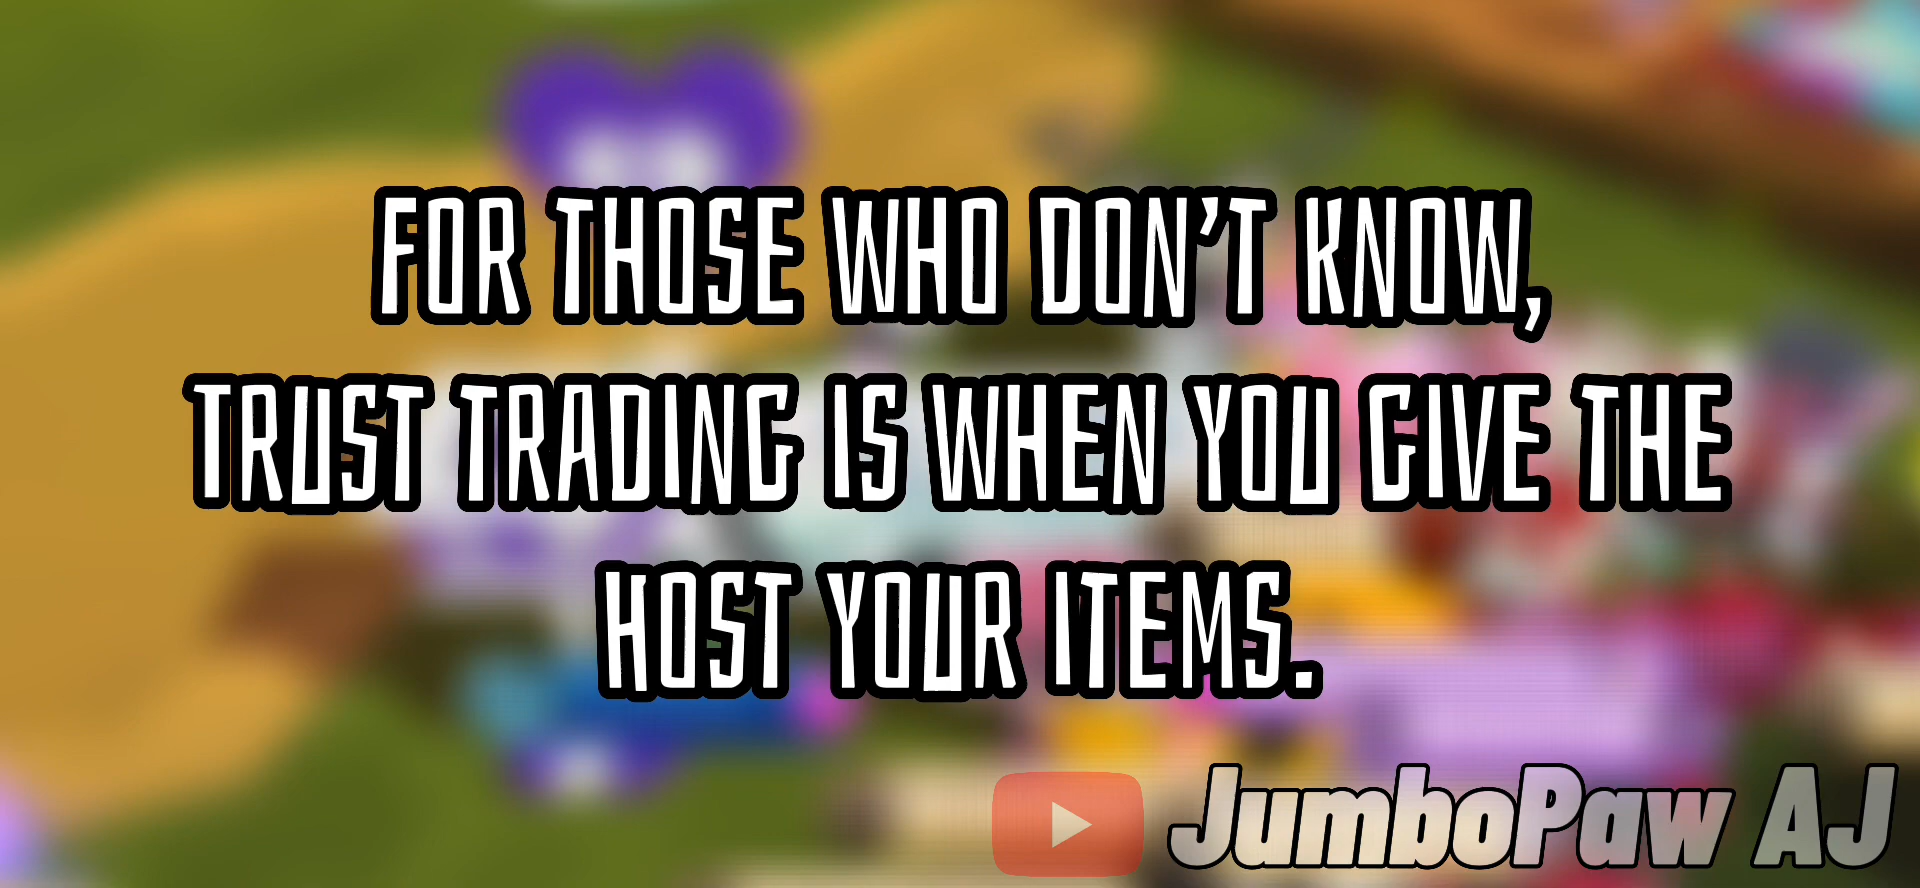 FOR THOSE WHO DON'T KNOW,
TRUST TRADING IS WHEN YOU GIVE THE
HOST YOUR ITEMS.
JumboPaw AJ